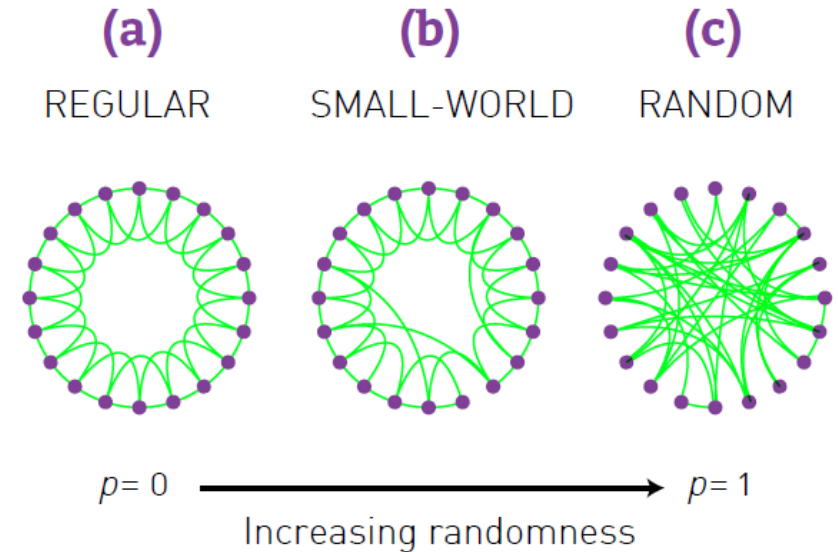 (a) (b) (c)
REGULAR SMALL-WORLD RANDOM
p= 0 p= 1
Increasing randomness